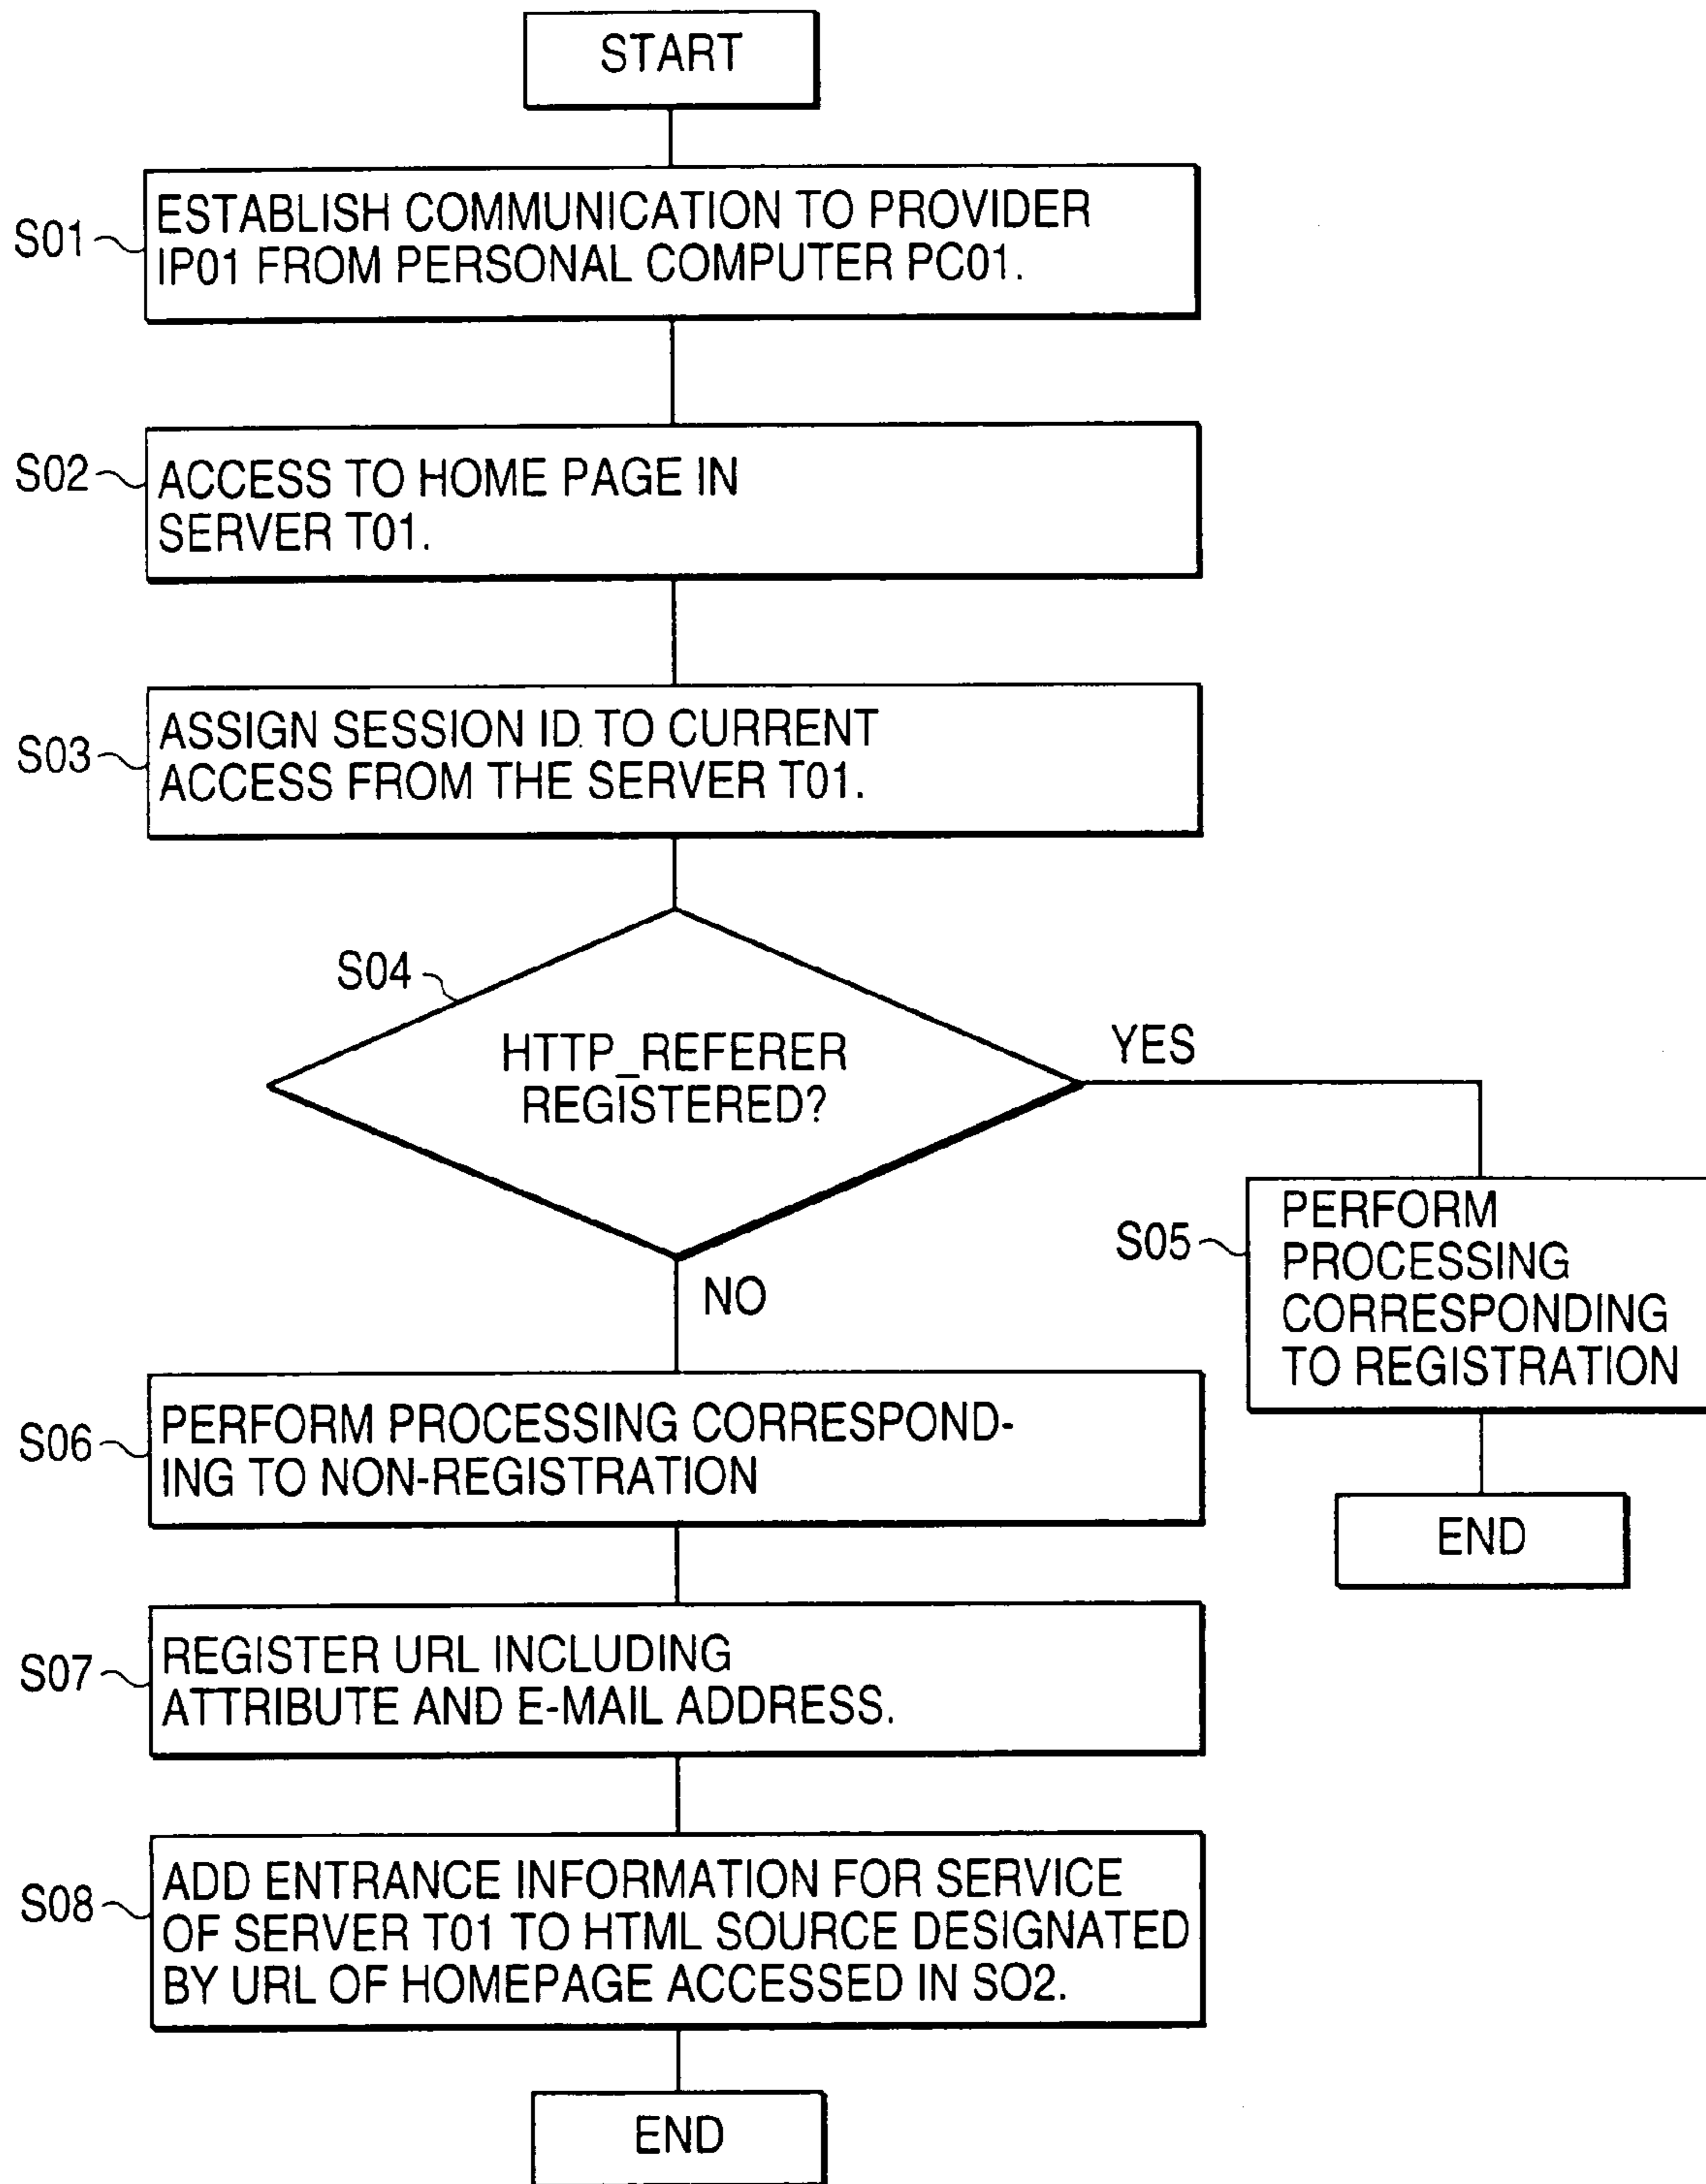 START
S01
ESTABLISH COMMUNICATION TO PROVIDER
IP01 FROM PERSONAL COMPUTER PC01.
S02
ACCESS TO HOME PAGE IN
SERVER T01.
S03
ASSIGN SESSION ID TO CURRENT
ACCESS FROM THE SERVER T01.
S04
HTTP_REFERER
REGISTERED?
YES
NO
S05
PERFORM
PROCESSING
CORRESPONDING
TO REGISTRATION
END
S06
PERFORM PROCESSING CORRESPOND-
ING TO NON-REGISTRATION
S07
REGISTER URL INCLUDING
ATTRIBUTE AND E-MAIL ADDRESS.
S08
ADD ENTRANCE INFORMATION FOR SERVICE
OF SERVER T01 TO HTML SOURCE DESIGNATED
BY URL OF HOMEPAGE ACCESSED IN SO2.
END